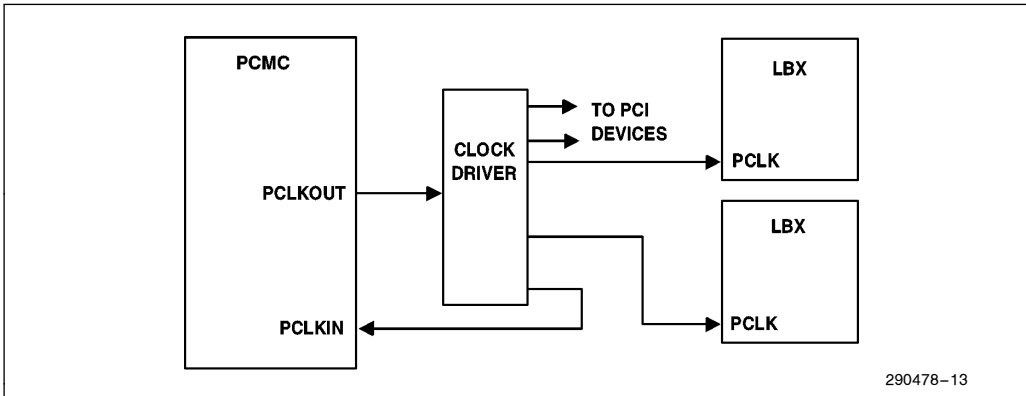 PCMC
LBX
TO PCI
DEVICES
CLOCK
DRIVER
PCLK
PCLKOUT
LBX
PCLKIN
PCLK
290478–13